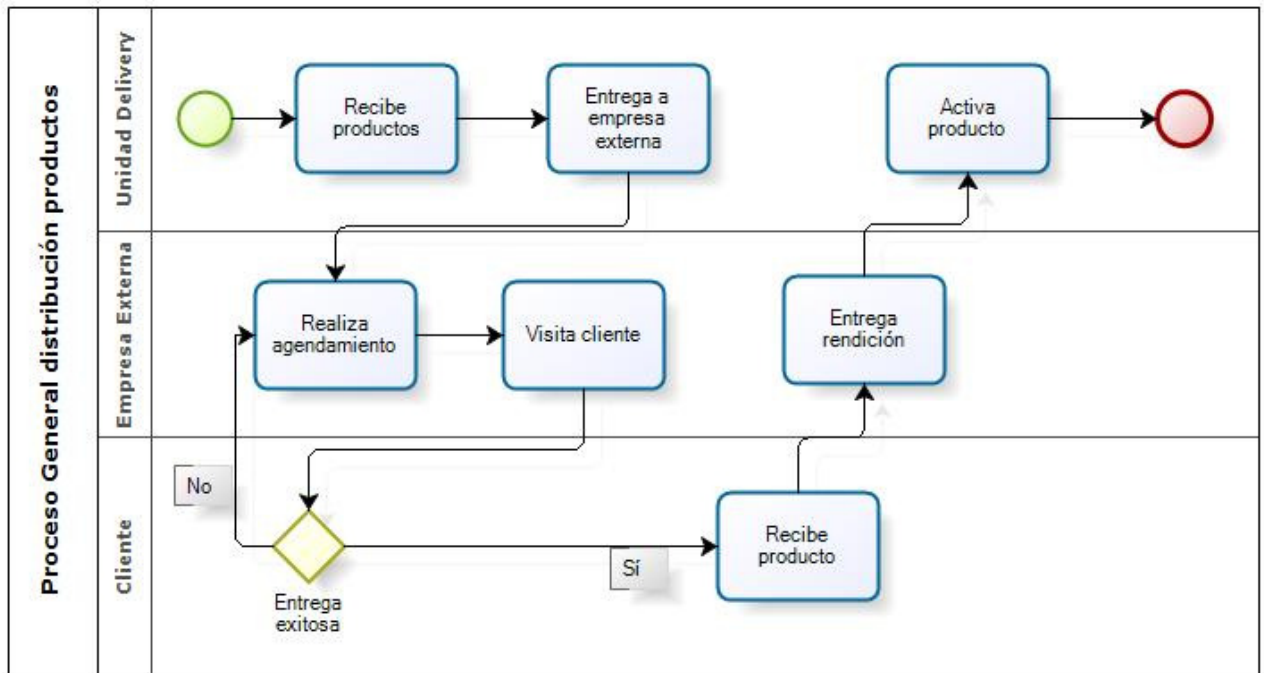 Proceso General distribución productos
Unidad Delivery
Recibe
productos
Entrega a
empresa
externa
Activa
producto
Empresa Externa
Realiza
agendamiento
Visita cliente
Entrega
rendición
Cliente
No
Entrega
exitosa
Sí
Recibe
producto